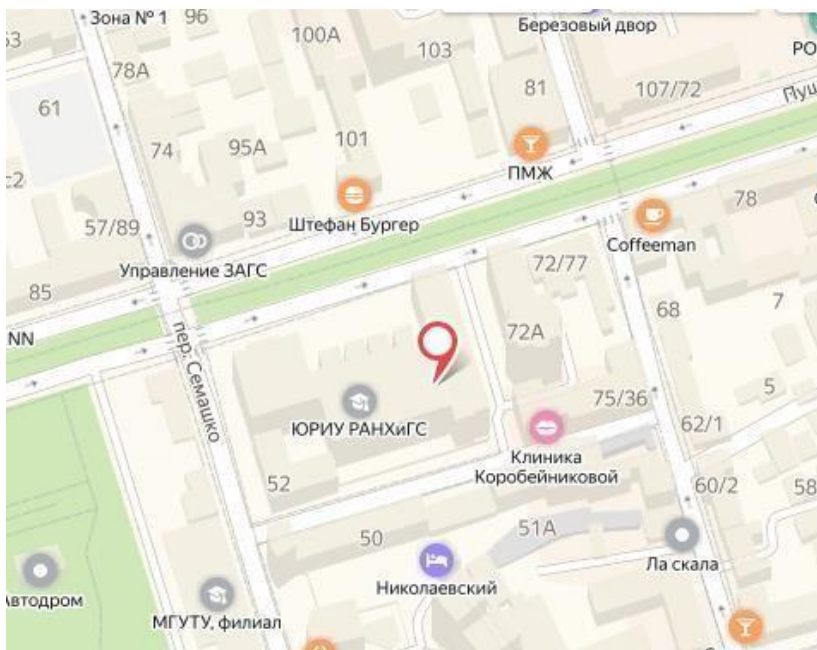 Зона № 1
96
Березовый двор
53
100А
103
РО
78А
81
107/72
61
Пуш
74
95А
101
ПМЖ
с2
Штефан Бургер
78
57/89
93
Coffeeman
Управление ЗАГС
72/77
85
68
7
NN
72А
пер. Семашко
5
75/36
ЮРИУ РАНХиГС
62/1
Клиника
Коробейниковой
52
60/2
58
50
51А
Николаевский
Ла скала
Автодром
МГУТУ, филиал